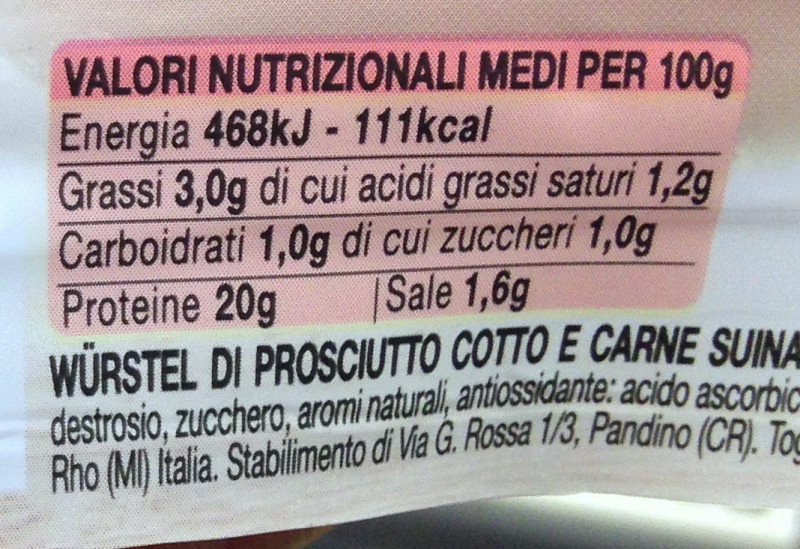 VALORI NUTRIZIONALI MEDI PER 100g
Energia 468kJ - 111kcal
Grassi 3,0g di cui acidi grassi saturi 1,2g
Carboidrati 1,0g di cui zuccheri 1,0g
Proteine 20g | Sale 1,6g
WÜRSTEL DI PROSCIUTTO COTTO E CARNE SUINA
destrosio, zucchero, aromi naturali, antiossidante: acido ascorbic
Rho (MI) Italia. Stabilimento di Via G. Rossa 1/3, Pandino (CR). Tog